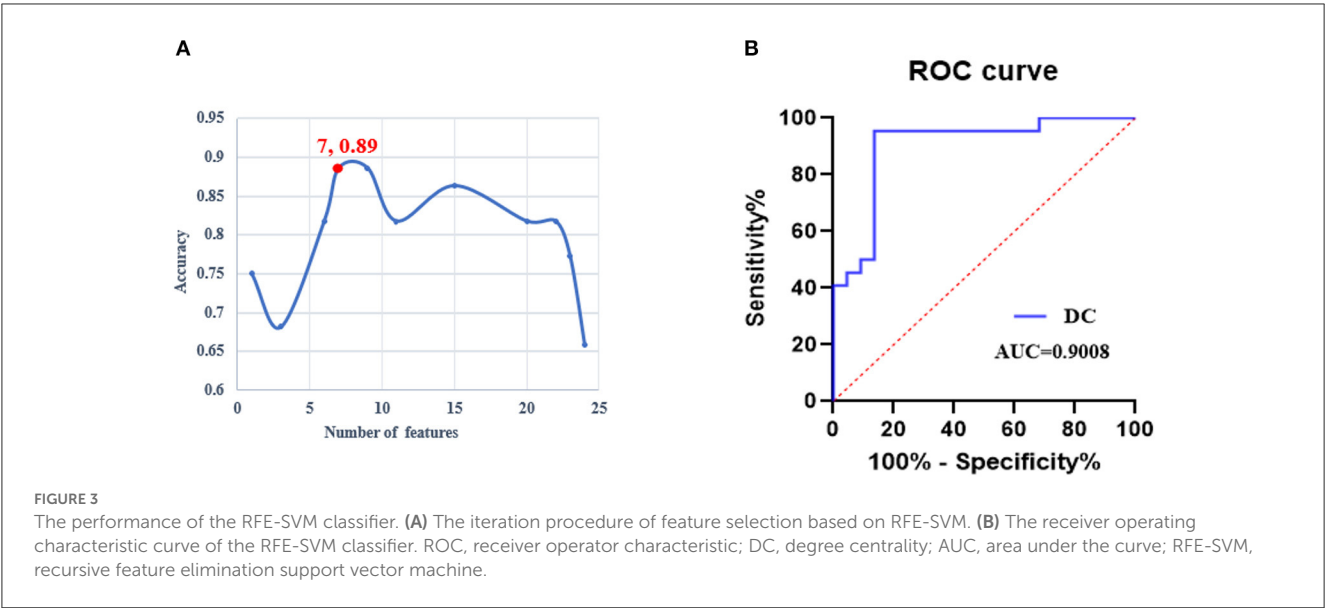 A
0.95
0.9
0.85
0.8
0.75
0.7
0.65
0.6
Accuracy
7, 0.89
0 5 10 15 20 25
Number of features
B
ROC curve
100
80
60
40
20
0
Sensitivity%
DC
AUC=0.9008
0 20 40 60 80 100
100% - Specificity%
FIGURE 3
The performance of the RFE-SVM classifier. (A) The iteration procedure of feature selection based on RFE-SVM. (B) The receiver operating
characteristic curve of the RFE-SVM classifier. ROC, receiver operator characteristic; DC, degree centrality; AUC, area under the curve; RFE-SVM,
recursive feature elimination support vector machine.